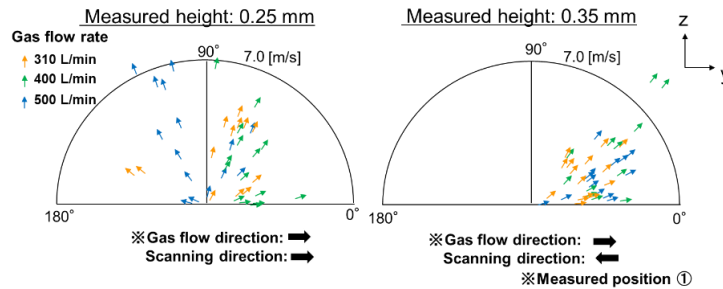 Measured height: 0.25 mm
Measured height: 0.35 mm
Gas flow rate
310 L/min
400 L/min
500 L/min
90°
7.0 [m/s]
180°
0°
90°
7.0 [m/s]
180°
0°
z
y
※Gas flow direction:
Scanning direction:
※Gas flow direction:
Scanning direction:
※Measured position ①